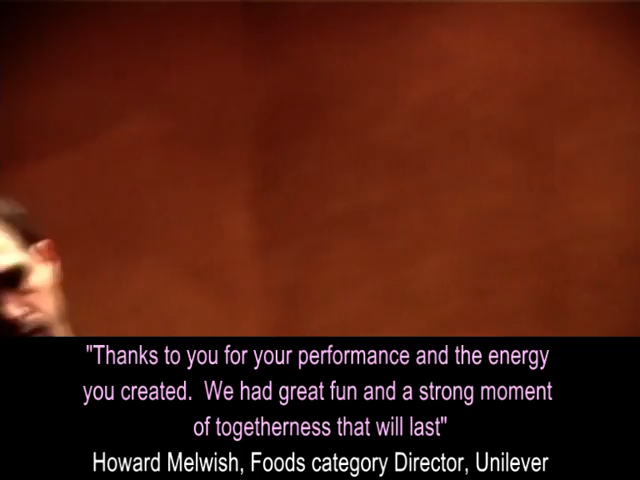 "Thanks to you for your performance and the energy
you created.  We had great fun and a strong moment
of togetherness that will last"
Howard Melwish, Foods category Director, Unilever